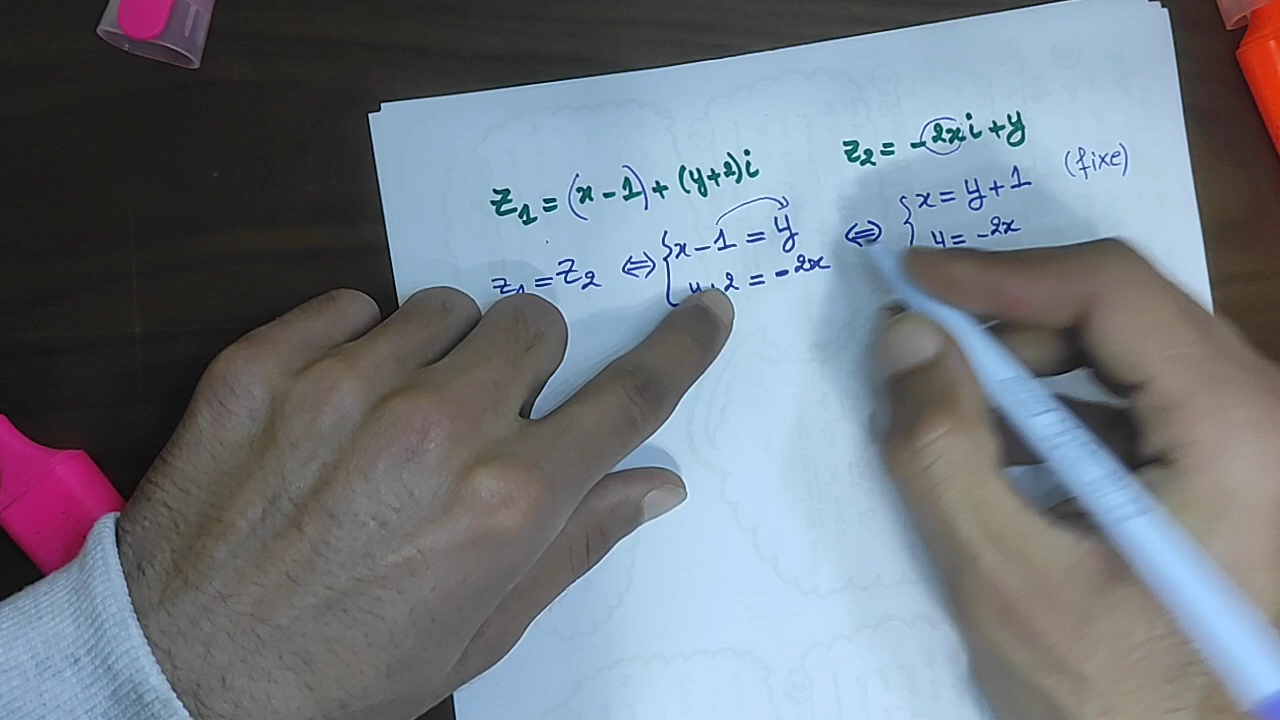 z₁ = (x-1) + (y+2)i
z₂ = -2xi + y
z₁ = z₂ ⇔ { x-1 = y
y+2 = -2x
⇔ { x = y+1 (fixe)
y = -2x